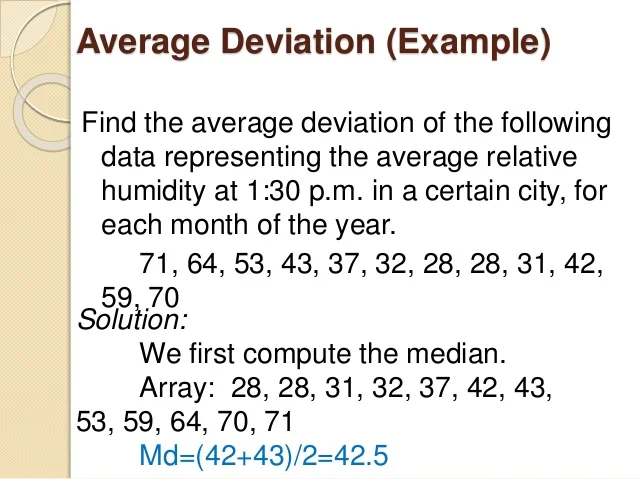 Average Deviation (Example)
Find the average deviation of the following
data representing the average relative
humidity at 1:30 p.m. in a certain city, for
each month of the year.
71, 64, 53, 43, 37, 32, 28, 28, 31, 42,
59, 70
Solution:
We first compute the median.
Array: 28, 28, 31, 32, 37, 42, 43,
53, 59, 64, 70, 71
Md=(42+43)/2=42.5